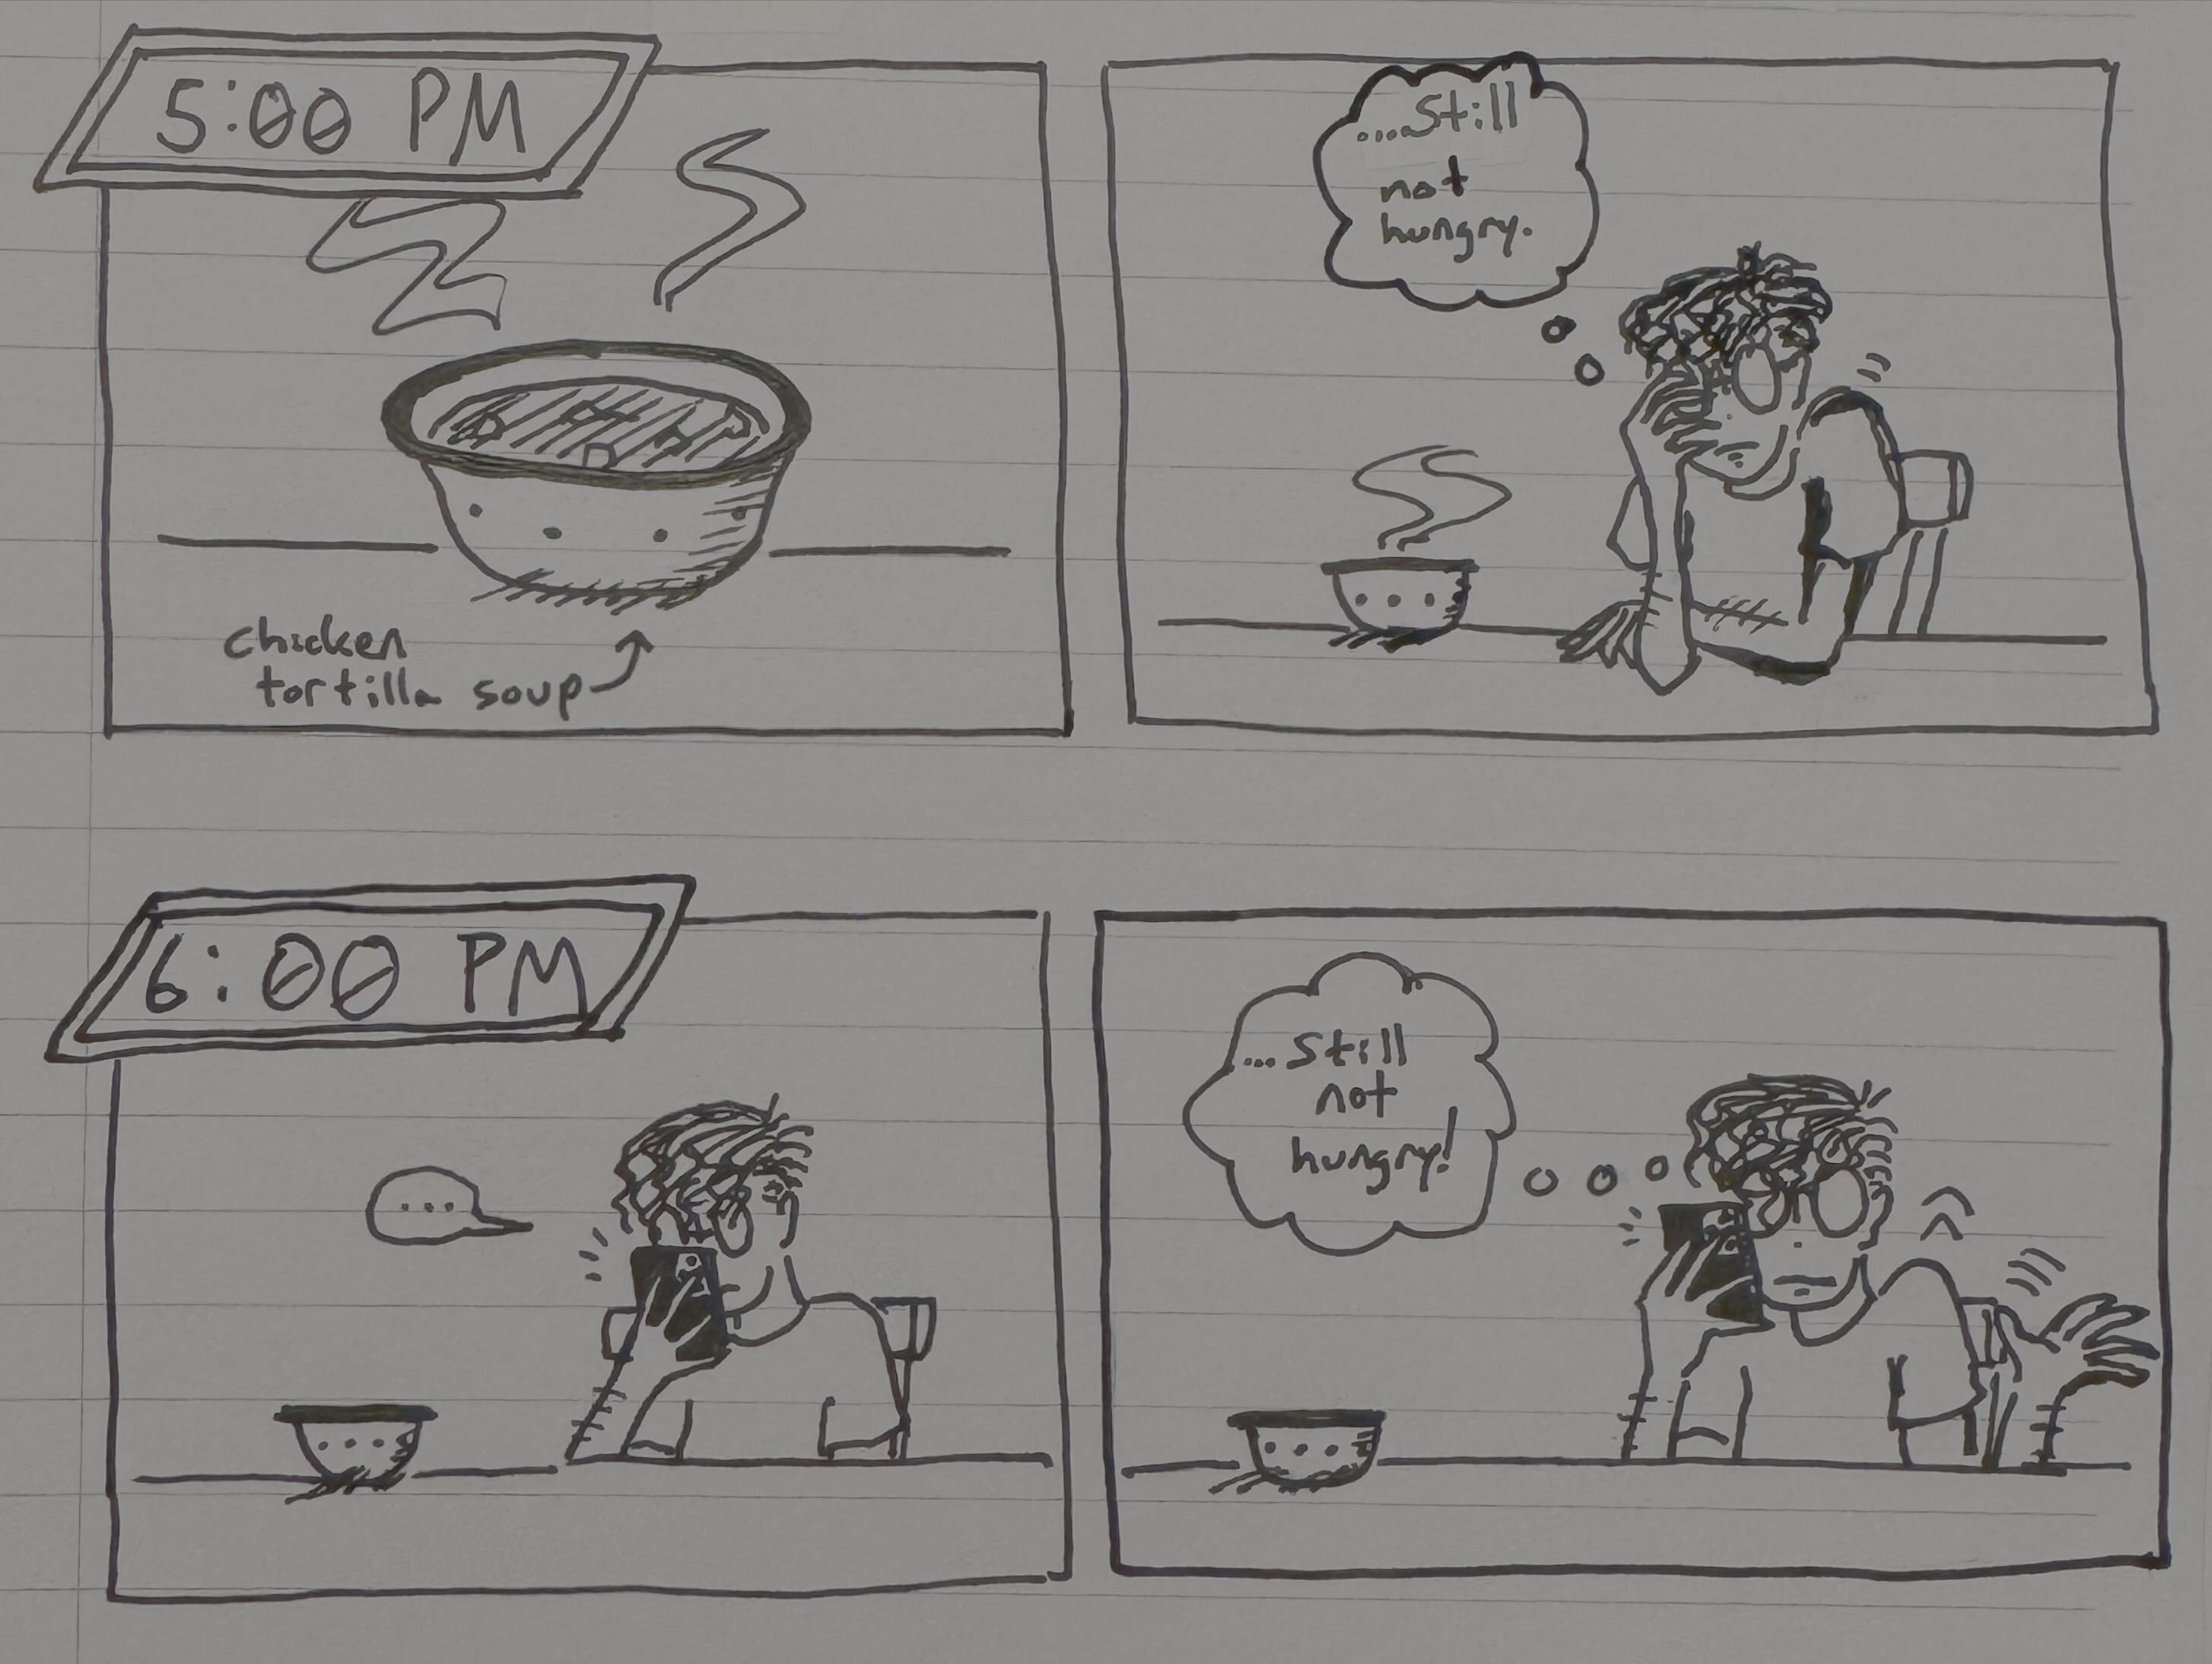 5:00 PM
chicken
tortilla soup
...still
not
hungry.
6:00 PM
...
...still
not
hungry!